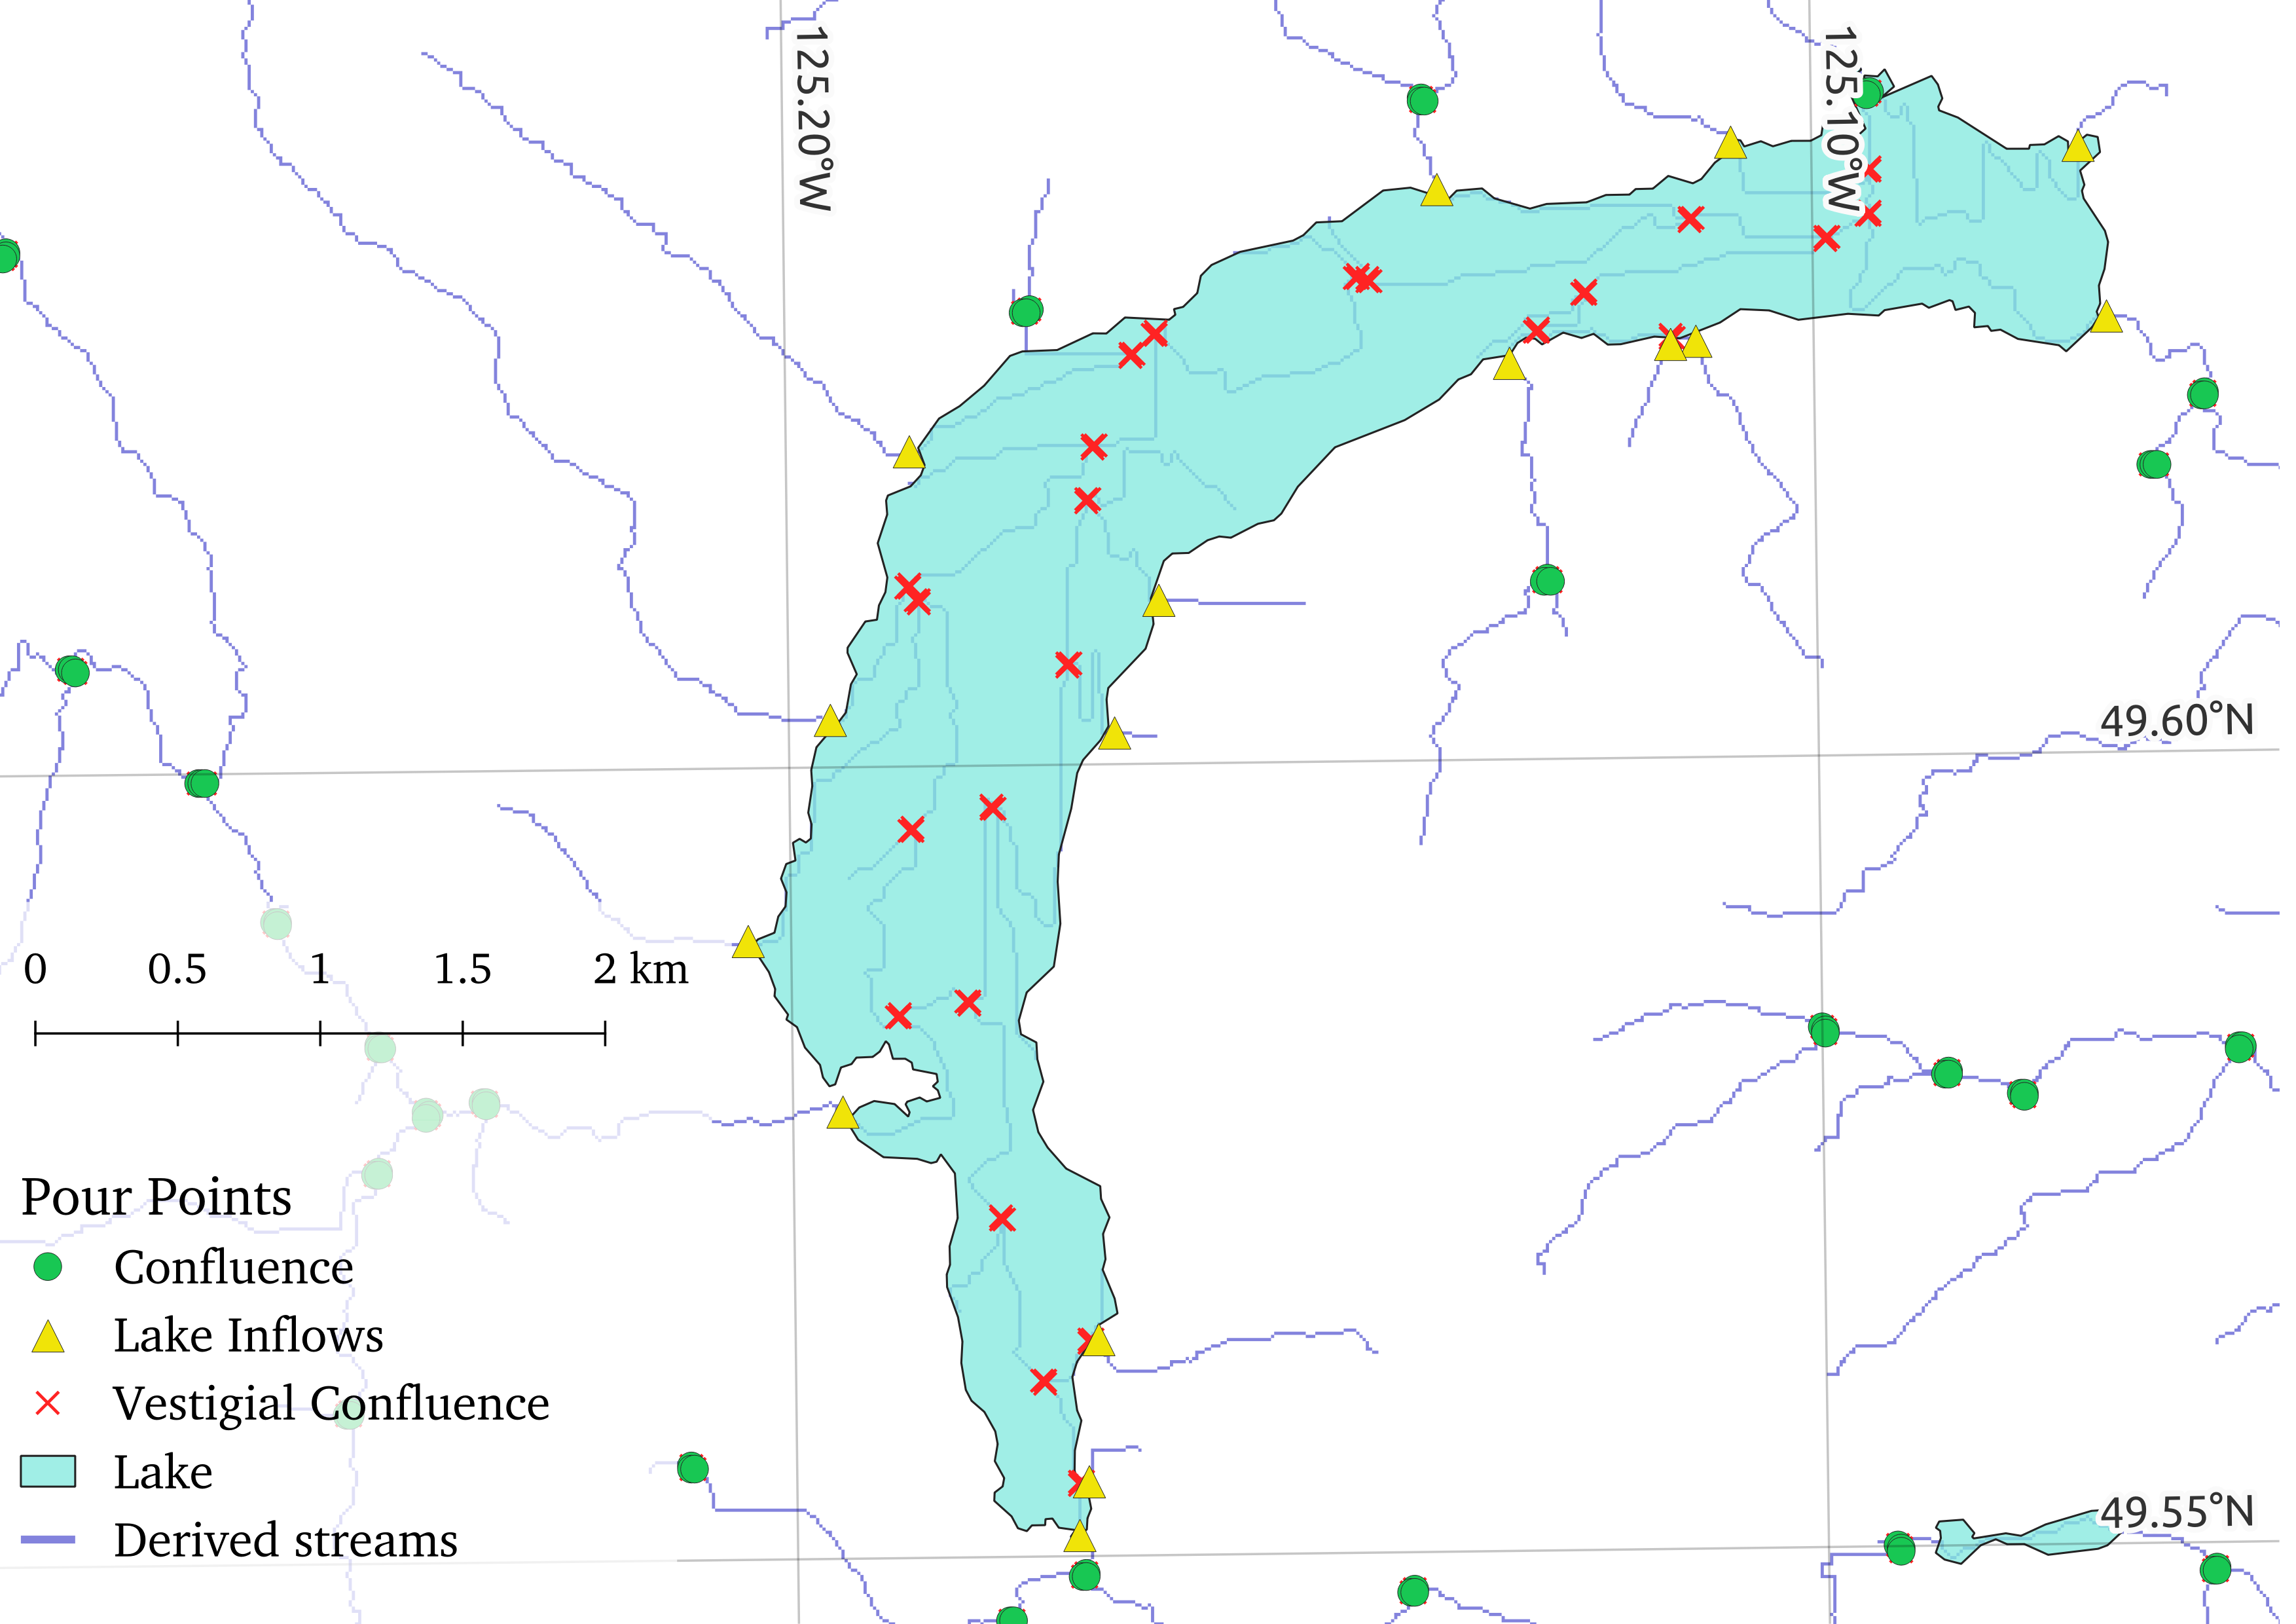 125.20°W
125.10°W
49.60°N
0 0.5 1 1.5 2 km
Pour Points
Confluence
Lake Inflows
Vestigial Confluence
Lake
Derived streams
49.55°N